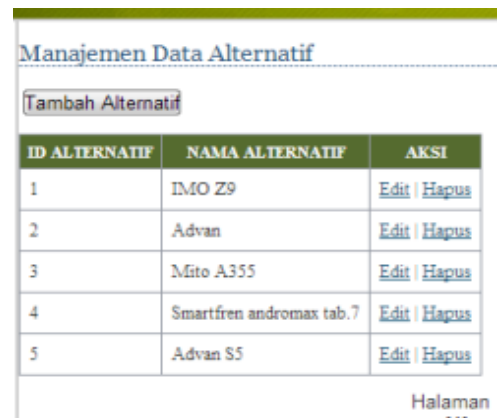 Manajemen Data Alternatif
Tambah Alternatif
ID ALTERNATIF NAMA ALTERNATIF AKSI
1 IMO Z9 Edit | Hapus
2 Advan Edit | Hapus
3 Mito A355 Edit | Hapus
4 Smartfren andromax tab.7 Edit | Hapus
5 Advan S5 Edit | Hapus
Halaman